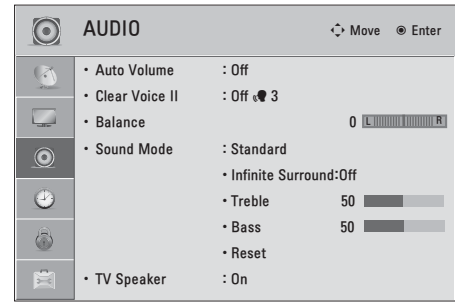 AUDIO Move Enter
• Auto Volume : Off
• Clear Voice II : Off 3
• Balance 0 L R
• Sound Mode : Standard
• Infinite Surround:Off
• Treble 50
• Bass 50
• Reset
• TV Speaker : On